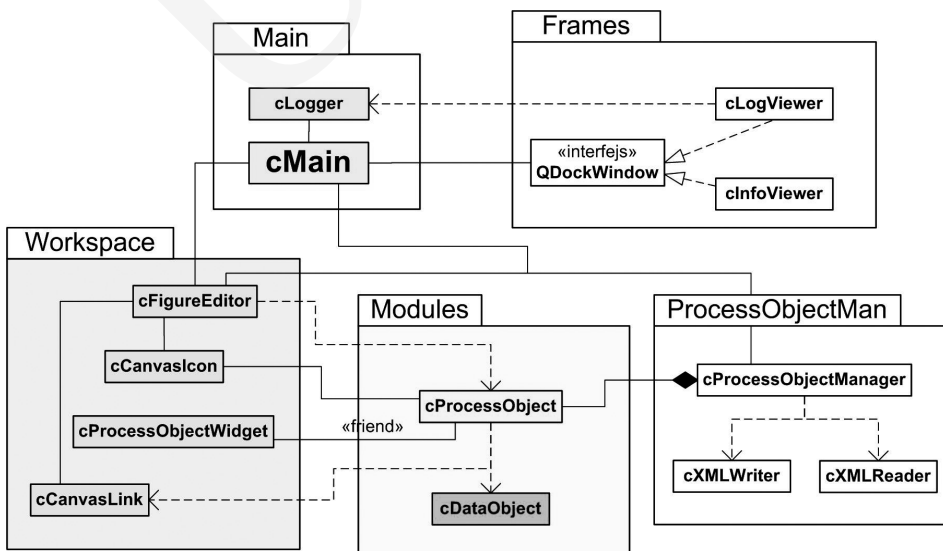 Main
cLogger
cMain
Frames
cLogViewer
«interfejs»
QDockWindow
cInfoViewer
Workspace
cFigureEditor
cCanvasIcon
cProcessObjectWidget
cCanvasLink
Modules
«friend»
cProcessObject
cDataObject
ProcessObjectMan
cProcessObjectManager
cXMLWriter
cXMLReader